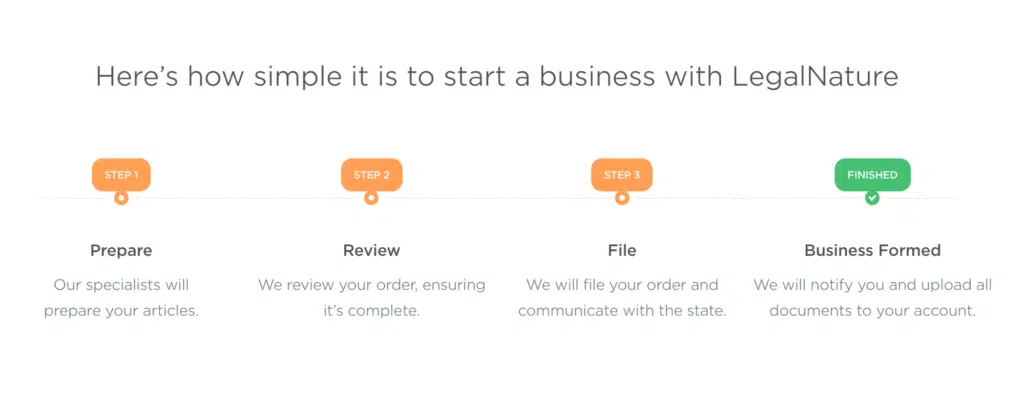 Here’s how simple it is to start a business with LegalNature
STEP 1
STEP 2
STEP 3
FINISHED
Prepare
Our specialists will
prepare your articles.
Review
We review your order, ensuring
it’s complete.
File
We will file your order and
communicate with the state.
Business Formed
We will notify you and upload all
documents to your account.